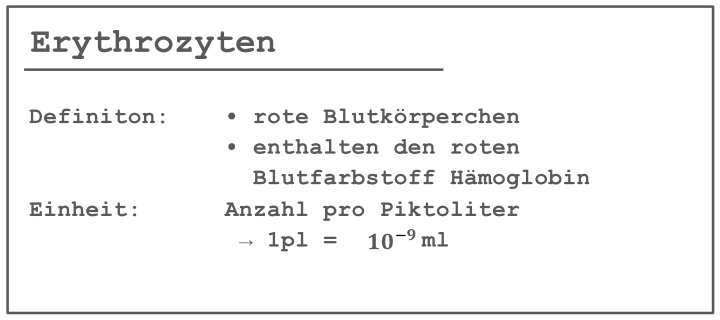 Erythrozyten
Definiton: • rote Blutkörperchen
• enthalten den roten
Blutfarbstoff Hämoglobin
Einheit: Anzahl pro Piktoliter
→ 1pl = 10⁻⁹ ml